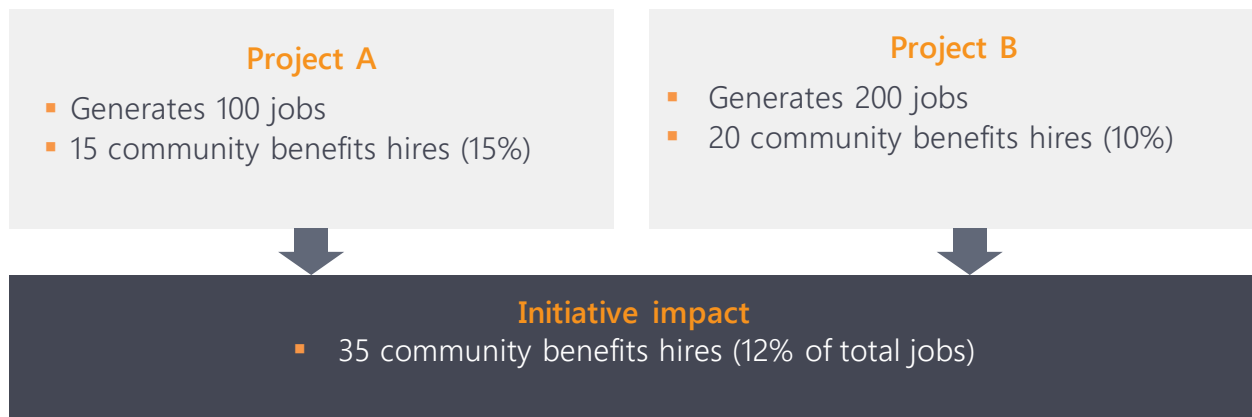 Project A
▪ Generates 100 jobs
▪ 15 community benefits hires (15%)
Project B
▪ Generates 200 jobs
▪ 20 community benefits hires (10%)
Initiative impact
▪ 35 community benefits hires (12% of total jobs)